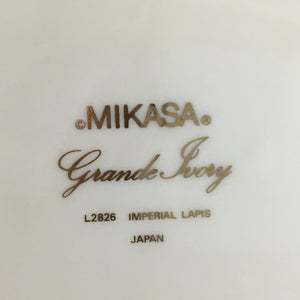 ©MIKASA®
Grande Ivory
L2826 IMPERIAL LAPIS
JAPAN